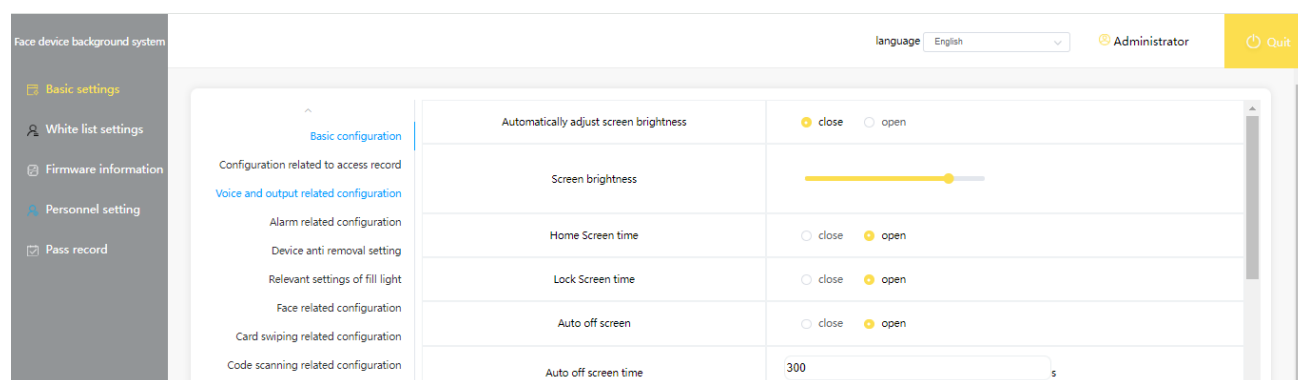 Face device background system
language English
Administrator
Quit
Basic settings
White list settings
Firmware information
Personnel setting
Pass record
Basic configuration
Configuration related to access record
Voice and output related configuration
Alarm related configuration
Device anti removal setting
Relevant settings of fill light
Face related configuration
Card swiping related configuration
Code scanning related configuration
Automatically adjust screen brightness close open
Screen brightness
Home Screen time close open
Lock Screen time close open
Auto off screen close open
Auto off screen time 300 s